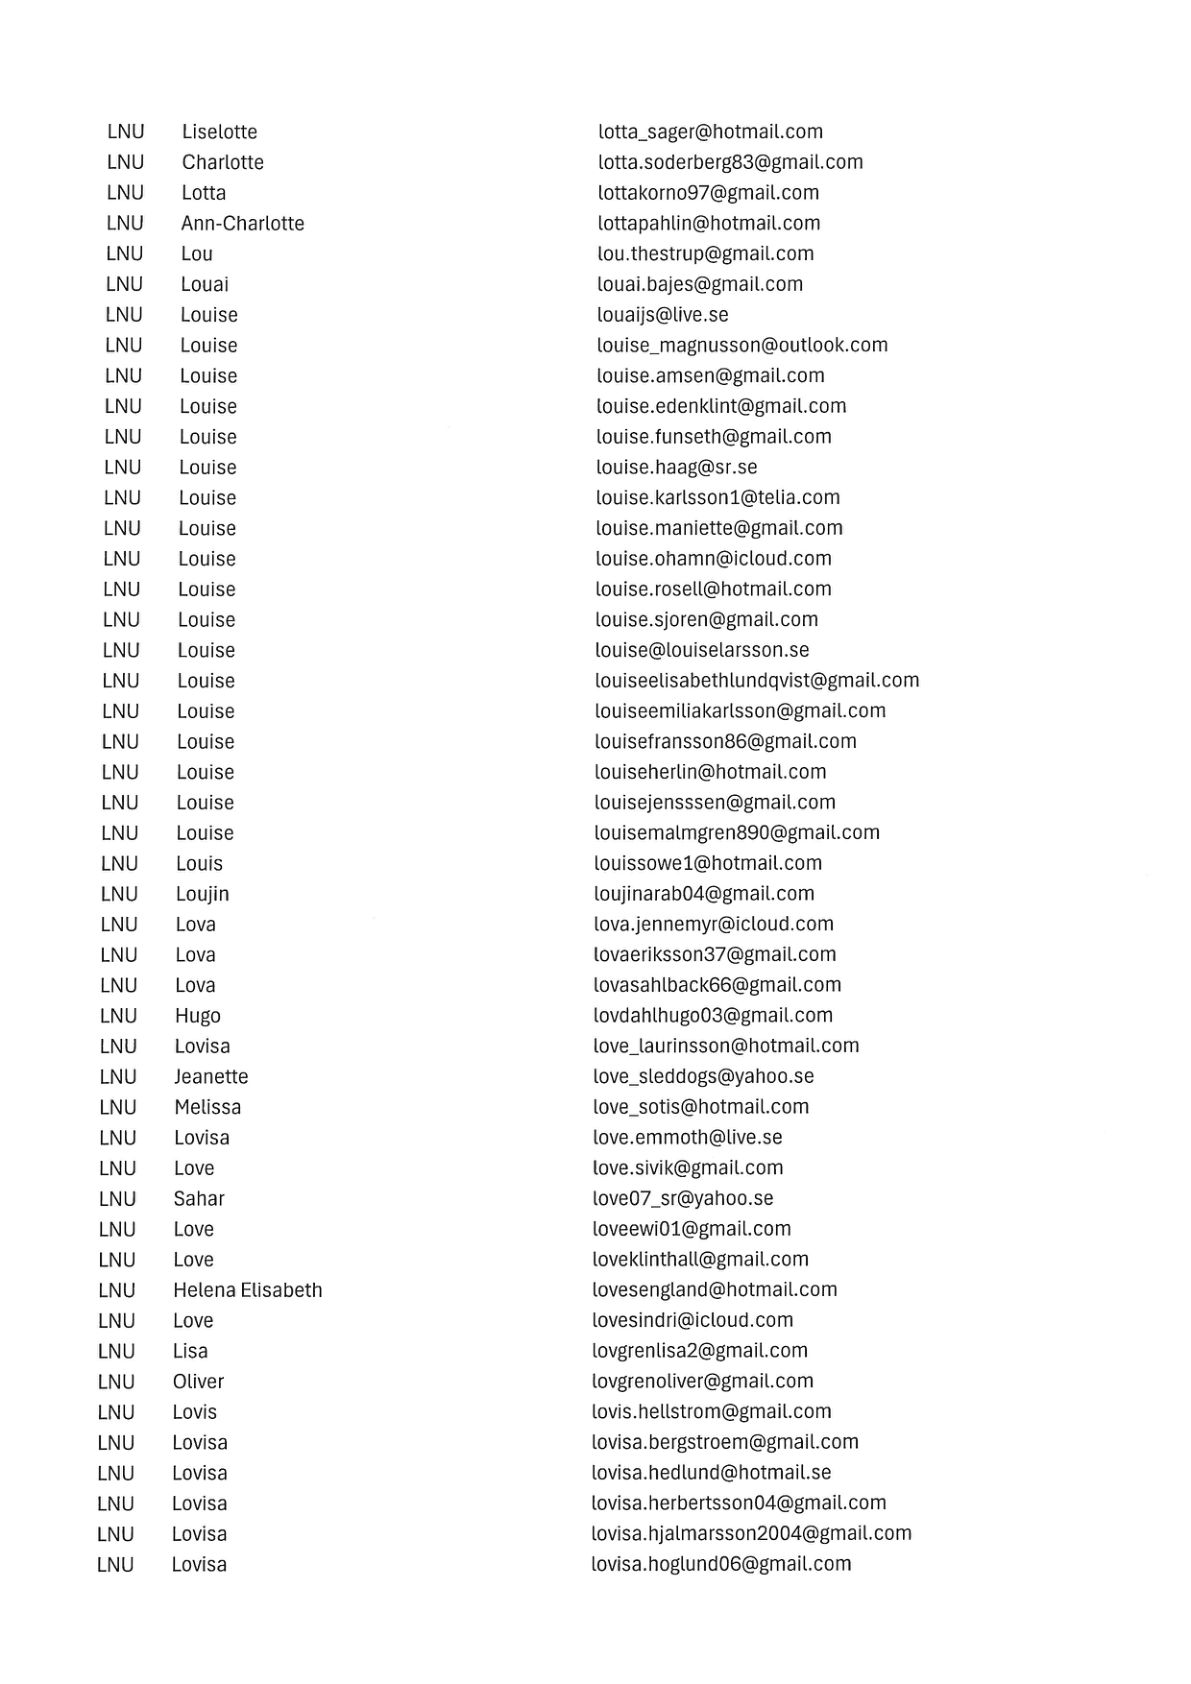 LNU Liselotte lotta_sager@hotmail.com
LNU Charlotte lotta.soderberg83@gmail.com
LNU Lotta lottakorno97@gmail.com
LNU Ann-Charlotte lottapahlin@hotmail.com
LNU Lou lou.thestrup@gmail.com
LNU Louai louai.bajes@gmail.com
LNU Louise louaijs@live.se
LNU Louise louise_magnusson@outlook.com
LNU Louise louise.amsen@gmail.com
LNU Louise louise.edenklint@gmail.com
LNU Louise louise.funseth@gmail.com
LNU Louise louise.haag@sr.se
LNU Louise louise.karlsson1@telia.com
LNU Louise louise.maniette@gmail.com
LNU Louise louise.ohamn@icloud.com
LNU Louise louise.rosell@hotmail.com
LNU Louise louise.sjoren@gmail.com
LNU Louise louise@louiselarsson.se
LNU Louise louiseelisabethlundqvist@gmail.com
LNU Louise louiseemiliakarlsson@gmail.com
LNU Louise louisefransson86@gmail.com
LNU Louise louiseherlin@hotmail.com
LNU Louise louisejensssen@gmail.com
LNU Louise louisemalmgren890@gmail.com
LNU Louis louissowe1@hotmail.com
LNU Loujin loujinarab04@gmail.com
LNU Lova lova.jennemyr@icloud.com
LNU Lova lovaeriksson37@gmail.com
LNU Lova lovasahlback66@gmail.com
LNU Hugo lovdahlhugo03@gmail.com
LNU Lovisa love_laurinsson@hotmail.com
LNU Jeanette love_sleddogs@yahoo.se
LNU Melissa love_sotis@hotmail.com
LNU Lovisa love.emmoth@live.se
LNU Love love.sivik@gmail.com
LNU Sahar love07_sr@yahoo.se
LNU Love loveewi01@gmail.com
LNU Love loveklinthall@gmail.com
LNU Helena Elisabeth lovesengland@hotmail.com
LNU Love lovesindri@icloud.com
LNU Lisa lovgrenlisa2@gmail.com
LNU Oliver lovgrenoliver@gmail.com
LNU Lovis lovis.hellstrom@gmail.com
LNU Lovisa lovisa.bergstroem@gmail.com
LNU Lovisa lovisa.hedlund@hotmail.se
LNU Lovisa lovisa.herbertsson04@gmail.com
LNU Lovisa lovisa.hjalmarsson2004@gmail.com
LNU Lovisa lovisa.hoglund06@gmail.com